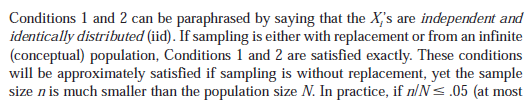 Conditions 1 and 2 can be paraphrased by saying that the Xi's are independent and
identically distributed (iid). If sampling is either with replacement or from an infinite
(conceptual) population, Conditions 1 and 2 are satisfied exactly. These conditions
will be approximately satisfied if sampling is without replacement, yet the sample
size n is much smaller than the population size N. In practice, if n/N ≤ .05 (at most